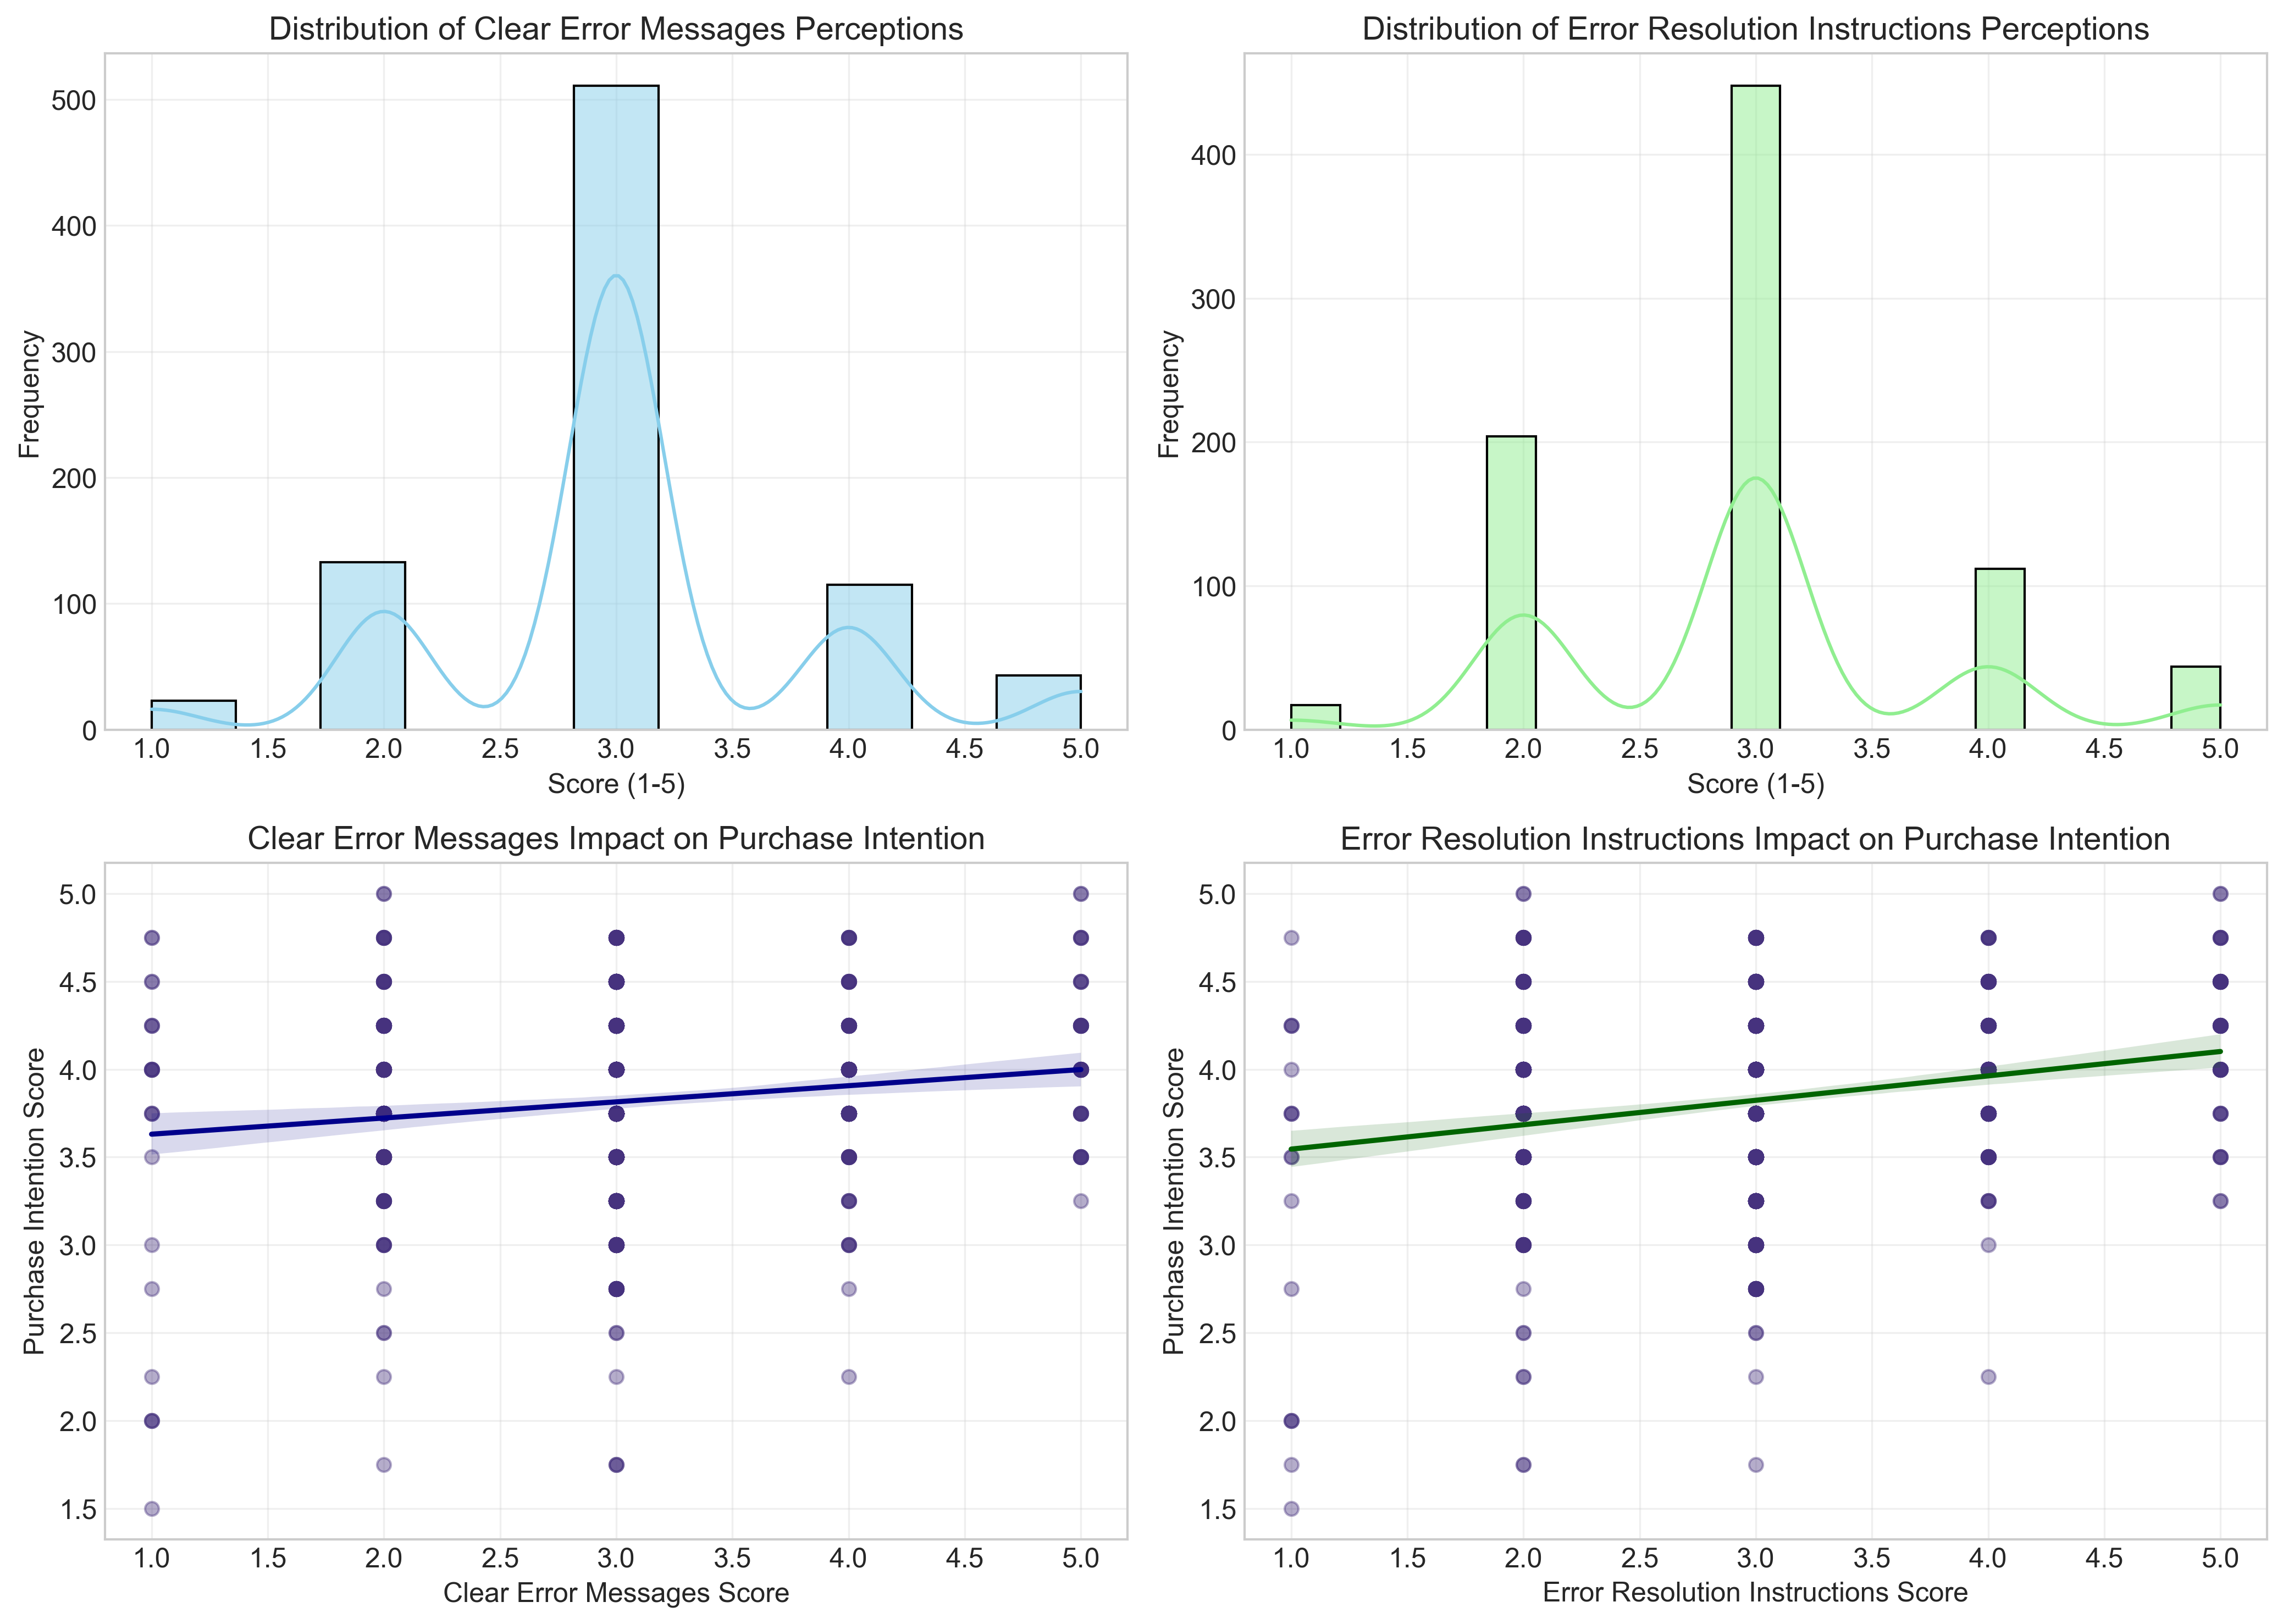 Distribution of Clear Error Messages Perceptions
Frequency
500
400
300
200
100
0
1.0 1.5 2.0 2.5 3.0 3.5 4.0 4.5 5.0
Score (1-5)
Distribution of Error Resolution Instructions Perceptions
Frequency
400
300
200
100
0
1.0 1.5 2.0 2.5 3.0 3.5 4.0 4.5 5.0
Score (1-5)
Clear Error Messages Impact on Purchase Intention
Purchase Intention Score
5.0
4.5
4.0
3.5
3.0
2.5
2.0
1.5
1.0 1.5 2.0 2.5 3.0 3.5 4.0 4.5 5.0
Clear Error Messages Score
Error Resolution Instructions Impact on Purchase Intention
Purchase Intention Score
5.0
4.5
4.0
3.5
3.0
2.5
2.0
1.5
1.0 1.5 2.0 2.5 3.0 3.5 4.0 4.5 5.0
Error Resolution Instructions Score